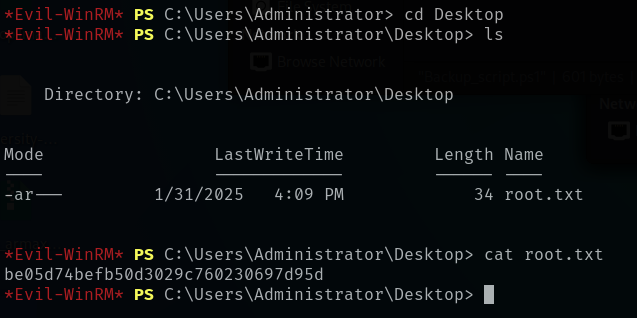 *Evil-WinRM* PS C:\Users\Administrator> cd Desktop
*Evil-WinRM* PS C:\Users\Administrator\Desktop> ls
Browse Network
Directory: C:\Users\Administrator\Desktop
Mode LastWriteTime Length Name
---- ------------- ------ ----
-ar--- 1/31/2025 4:09 PM 34 root.txt
*Evil-WinRM* PS C:\Users\Administrator\Desktop> cat root.txt
be05d74befb50d3029c760230697d95d
*Evil-WinRM* PS C:\Users\Administrator\Desktop>